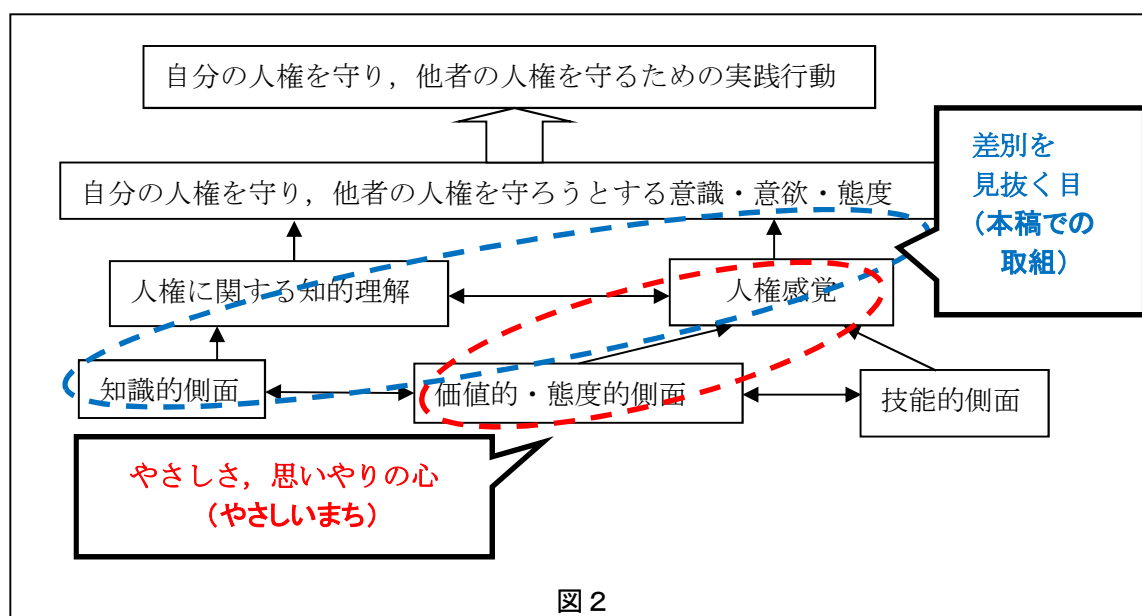 自分の人権を守り，他者の人権を守るための実践行動
自分の人権を守り，他者の人権を守ろうとする意識・意欲・態度
差別を
見抜く目
（本稿での
取組）
人権に関する知的理解
人権感覚
知識的側面
価値的・態度的側面
技能的側面
やさしさ，思いやりの心
（やさしいまち）
図２